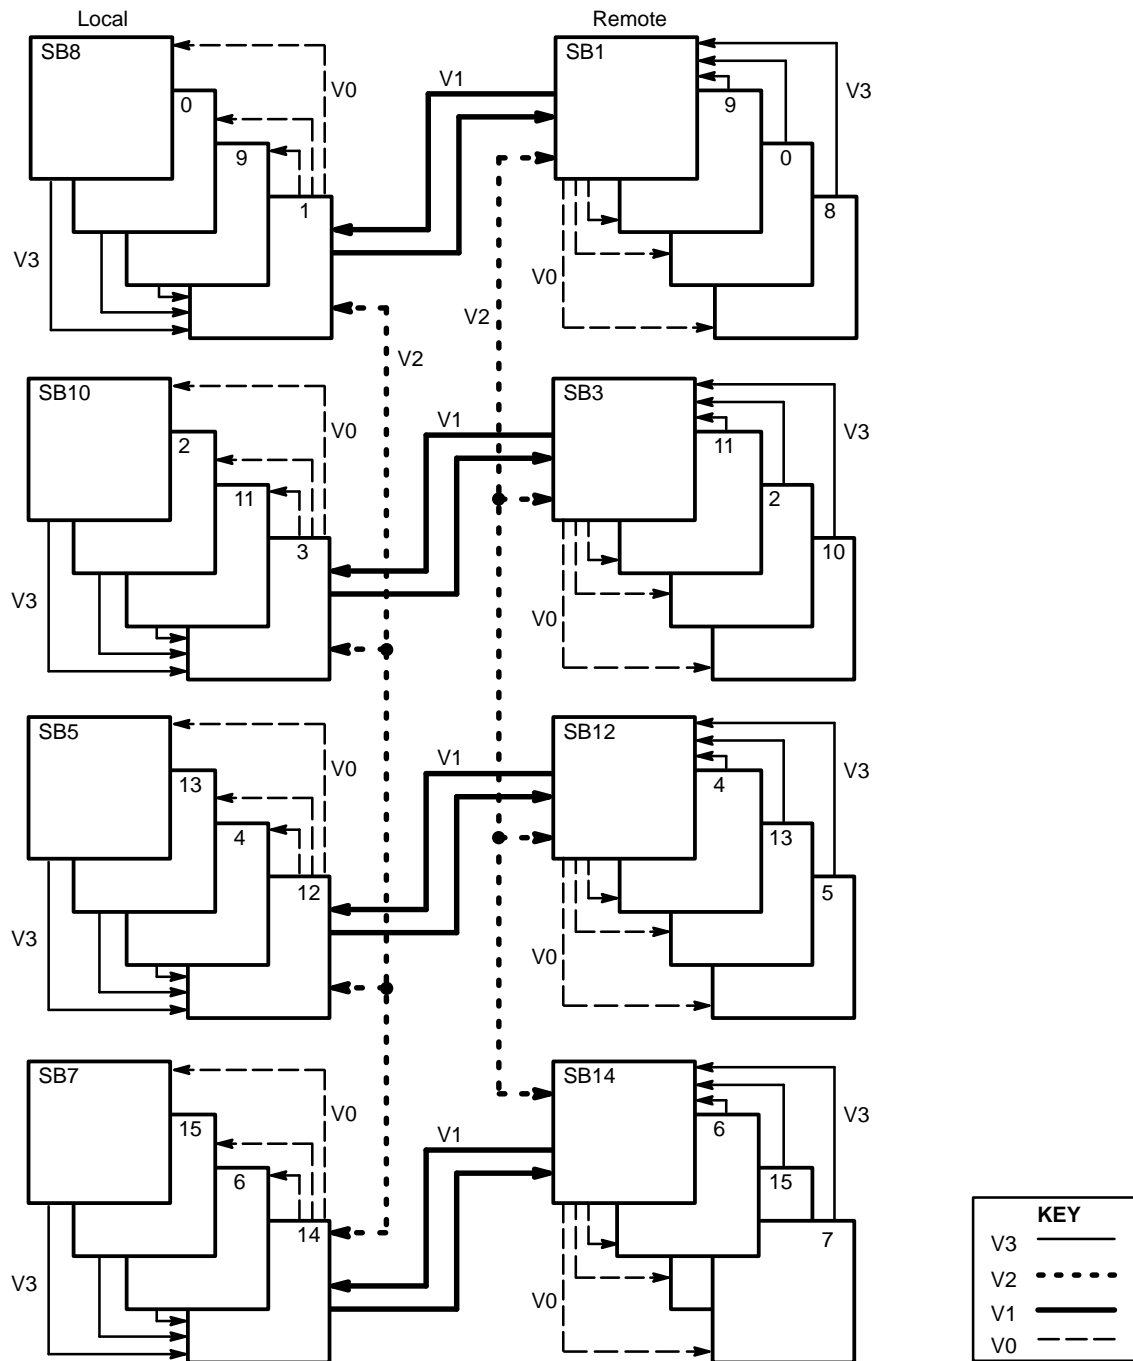 Local Remote
SB8 SB1
V0 V1 V3
0 9
9 0
1 8
V3 V0
V2
V2
SB10 SB3
V0 V1 V3
2 11
11 2
3 10
V3 V0
SB5 SB12
V0 V1 V3
13 4
4 13
12 5
V3 V0
SB7 SB14
V0 V1 V3
15 6
6 15
14 7
V3 V0
KEY
V3
V2
V1
V0